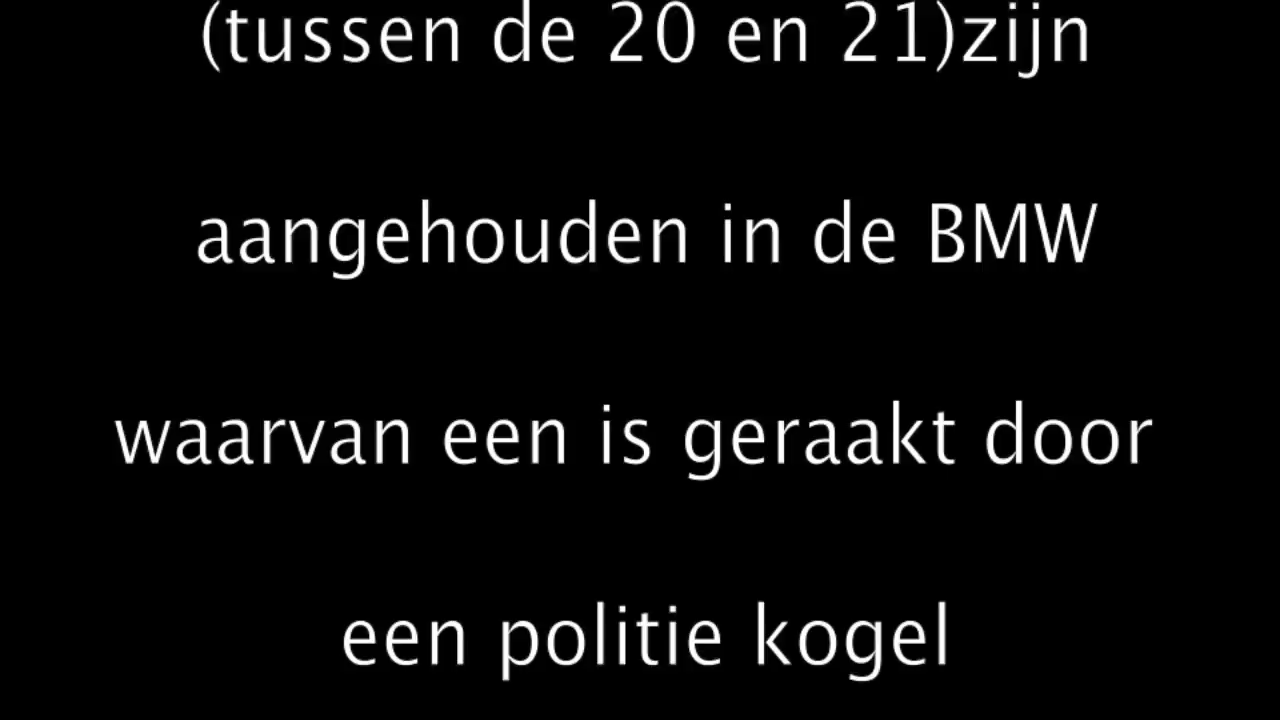 (tussen de 20 en 21)zijn
aangehouden in de BMW
waarvan een is geraakt door
een politie kogel